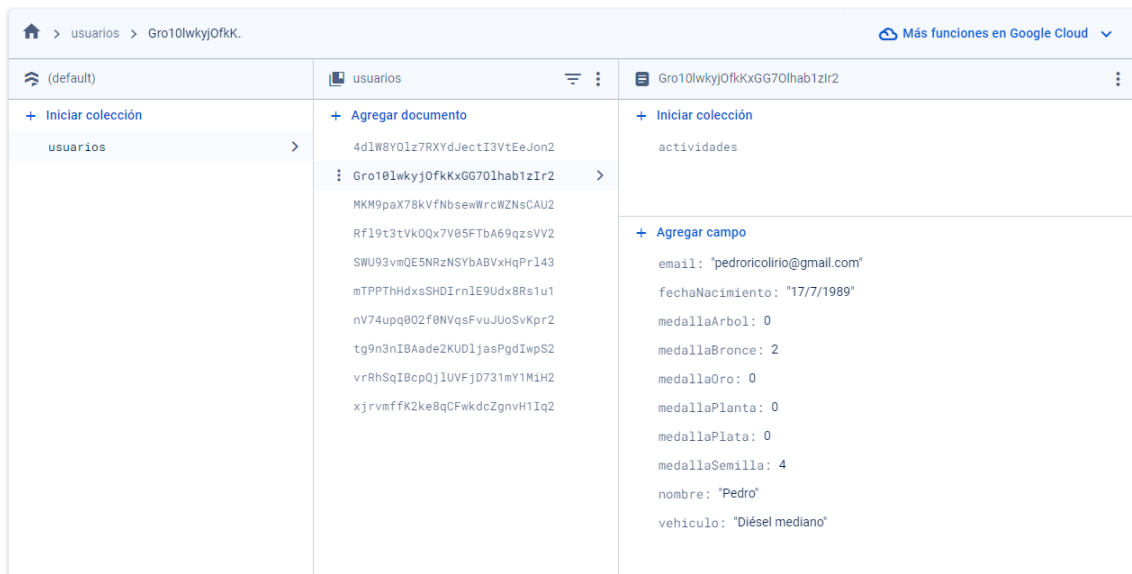 usuarios > Gro10lwkyjOfkK..
Más funciones en Google Cloud
(default)
+ Iniciar colección
usuarios
usuarios
+ Agregar documento
4dlW8YOlz7RXYdJectI3VtEeJon2
Gro10lwkyjOfkKxGG7Olhab1zIr2
MKM9paX78kVfNbsewWrcWZNsCAU2
Rfl9t3tVkOQx7V05FTbA69qzsVV2
SWU93vmQE5NRzNSYbABVxHqPrl43
mTPPThHdxsSHDIrnlE9Udx8Rs1u1
nV74upq0O2f0NVqsFvuJUoSvKpr2
tg9n3nIBAade2KUDljasPgdIwpS2
vrRhSqIBcpQjlUVFjD731mY1MiH2
xjrvmffK2ke8qCFwkdcZgnvH1Iq2
Gro10lwkyjOfkKxGG7Olhab1zIr2
+ Iniciar colección
actividades
+ Agregar campo
email: "pedroricolirio@gmail.com"
fechaNacimiento: "17/7/1989"
medallaArbol: 0
medallaBronce: 2
medallaOro: 0
medallaPlanta: 0
medallaPlata: 0
medallaSemilla: 4
nombre: "Pedro"
vehiculo: "Diésel mediano"